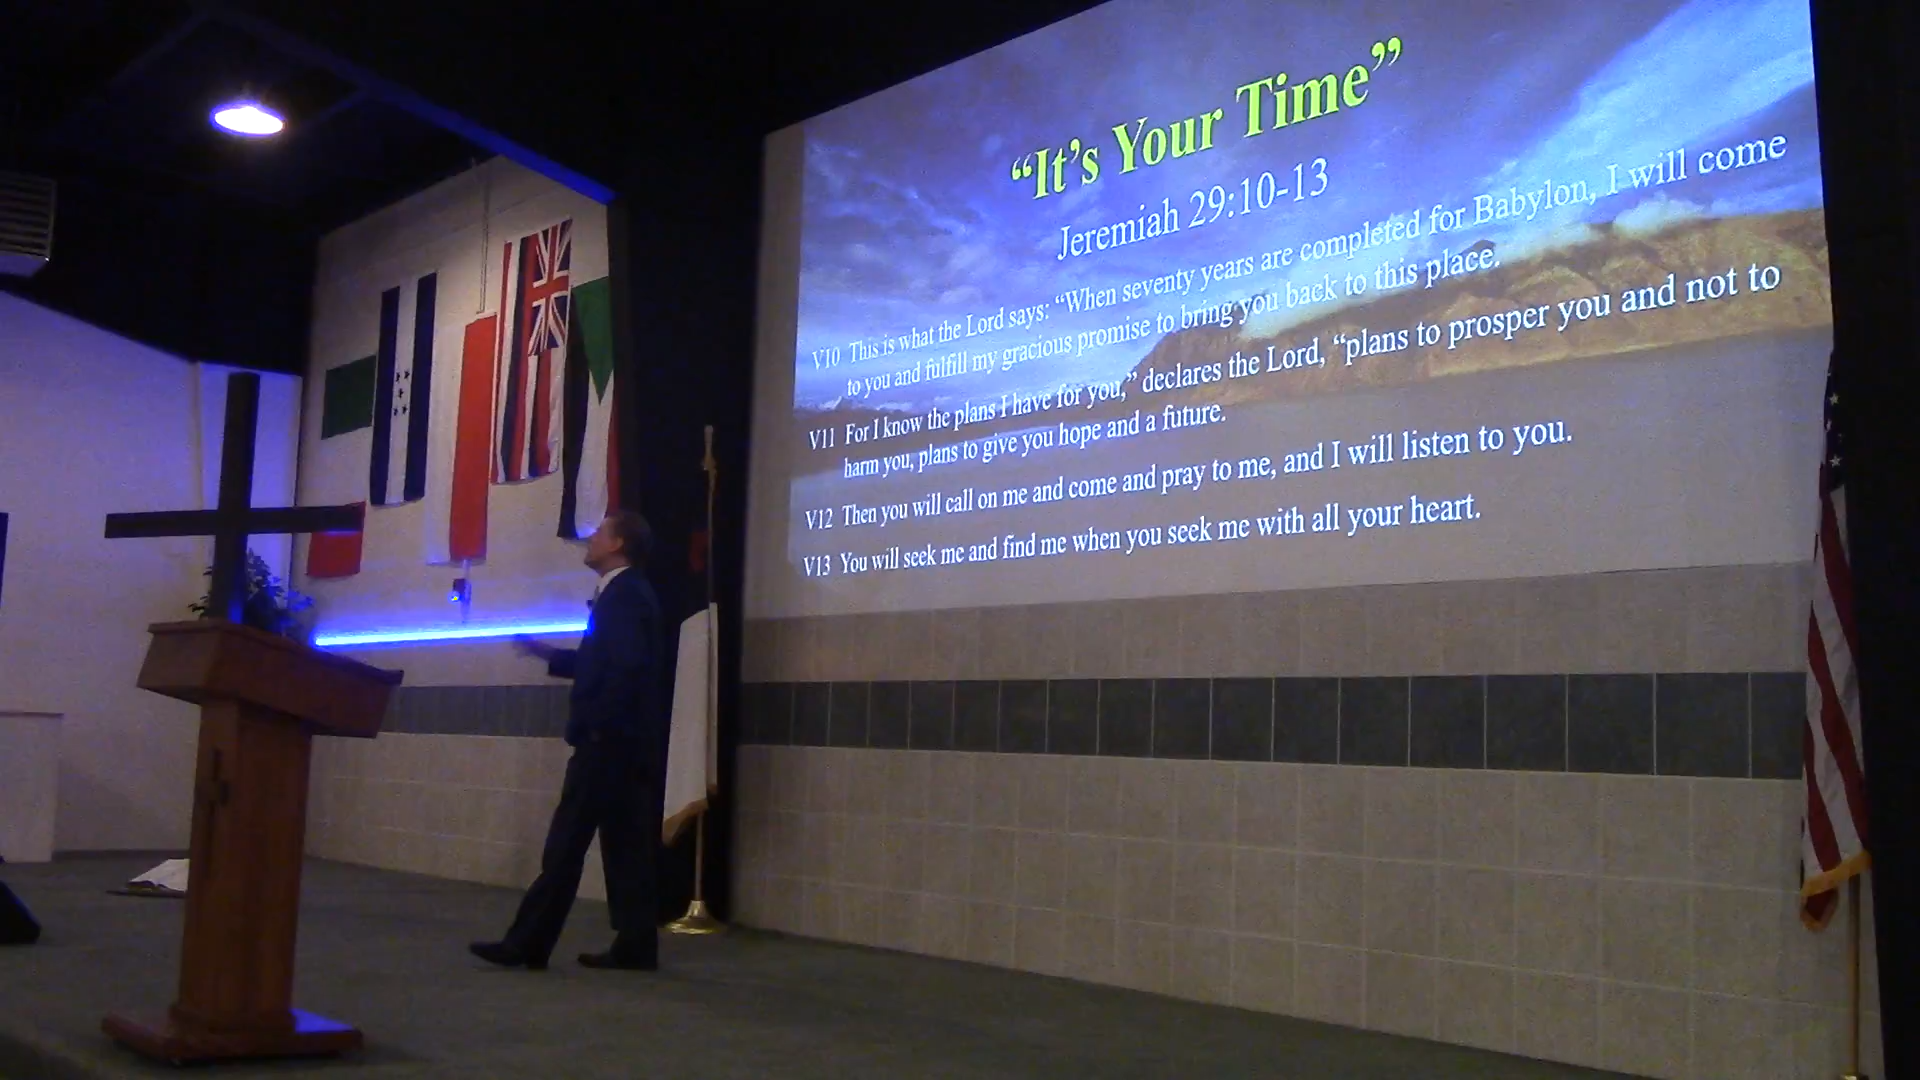 “It’s Your Time”
Jeremiah 29:10-13
V10 This is what the Lord says: “When seventy years are completed for Babylon, I will come
to you and fulfill my gracious promise to bring you back to this place.
V11 For I know the plans I have for you,” declares the Lord, “plans to prosper you and not to
harm you, plans to give you hope and a future.
V12 Then you will call on me and come and pray to me, and I will listen to you.
V13 You will seek me and find me when you seek me with all your heart.